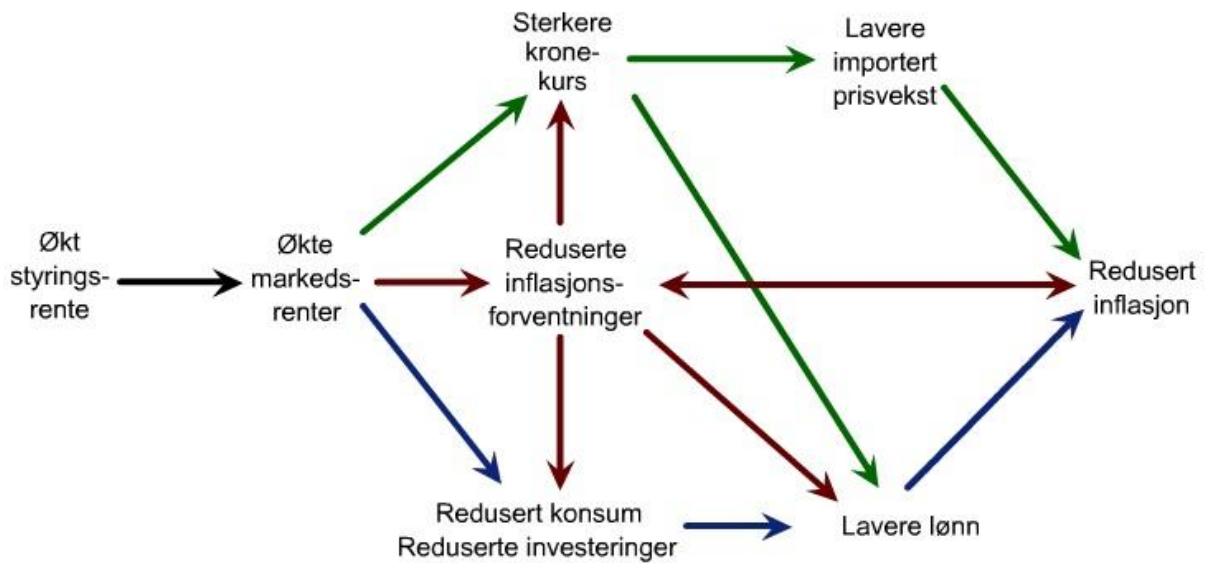 Sterkere
krone-
kurs
Lavere
importert
prisvekst
Økt
styrings-
rente
Økte
markeds-
renter
Reduserte
inflasjons-
forventninger
Redusert
inflasjon
Redusert konsum
Reduserte investeringer
Lavere lønn